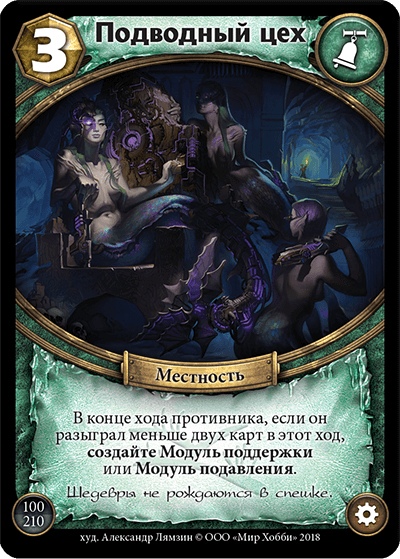 3
Подводный цех
Местность
В конце хода противника, если он
разыграл меньше двух карт в этот ход,
создайте Модуль поддержки
или Модуль подавления.
Шедевры не рождаются в спешке.
100
210
худ. Александр Лямзин © ООО «Мир Хобби» 2018